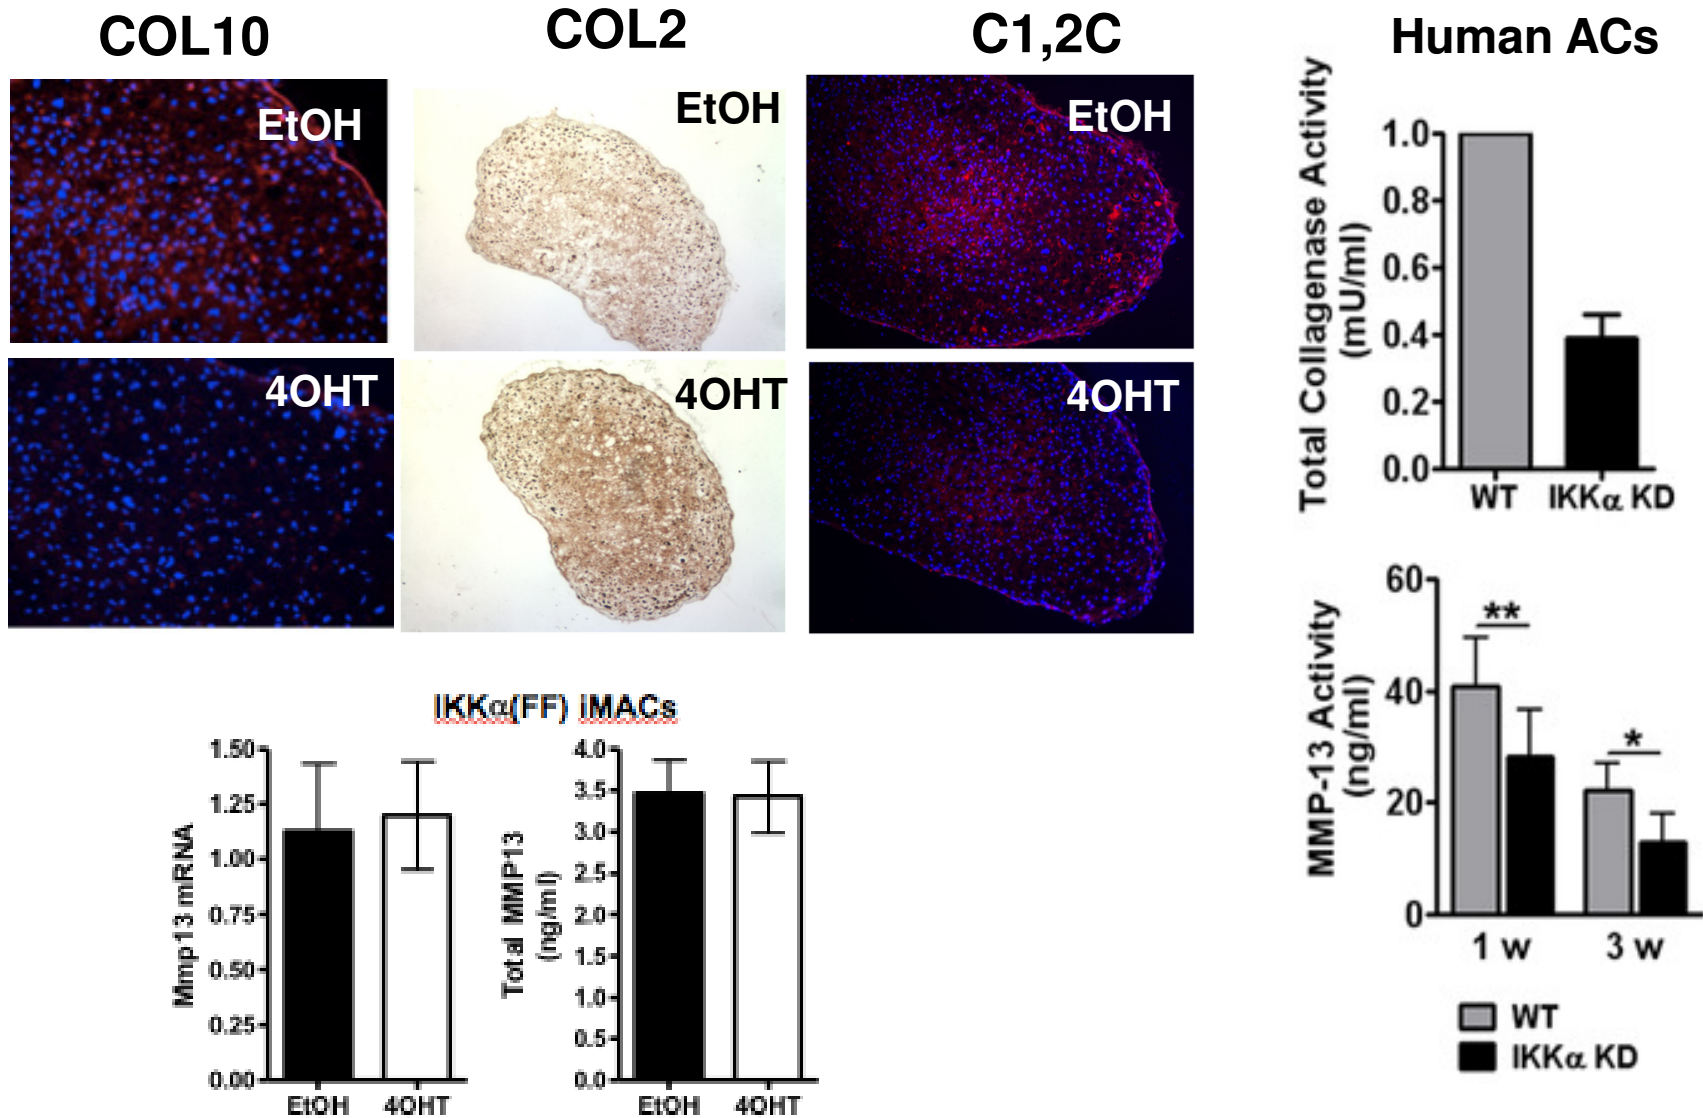 COL10
COL2
C1,2C
Human ACs
EtOH
EtOH
EtOH
4OHT
4OHT
4OHT
Total Collagenase Activity
(mU/ml)
1.0
0.8
0.6
0.4
0.2
0.0
WT
IKKα KD
MMP-13 Activity
(ng/ml)
60
40
20
0
**
*
1 w
3 w
WT
IKKα KD
IKKα(FF) iMACs
Mmp13 mRNA
1.50
1.25
1.00
0.75
0.50
0.25
0.00
EtOH
4OHT
Total MMP13
(ng/ml)
4.0
3.5
3.0
2.5
2.0
1.5
1.0
0.5
0.0
EtOH
4OHT